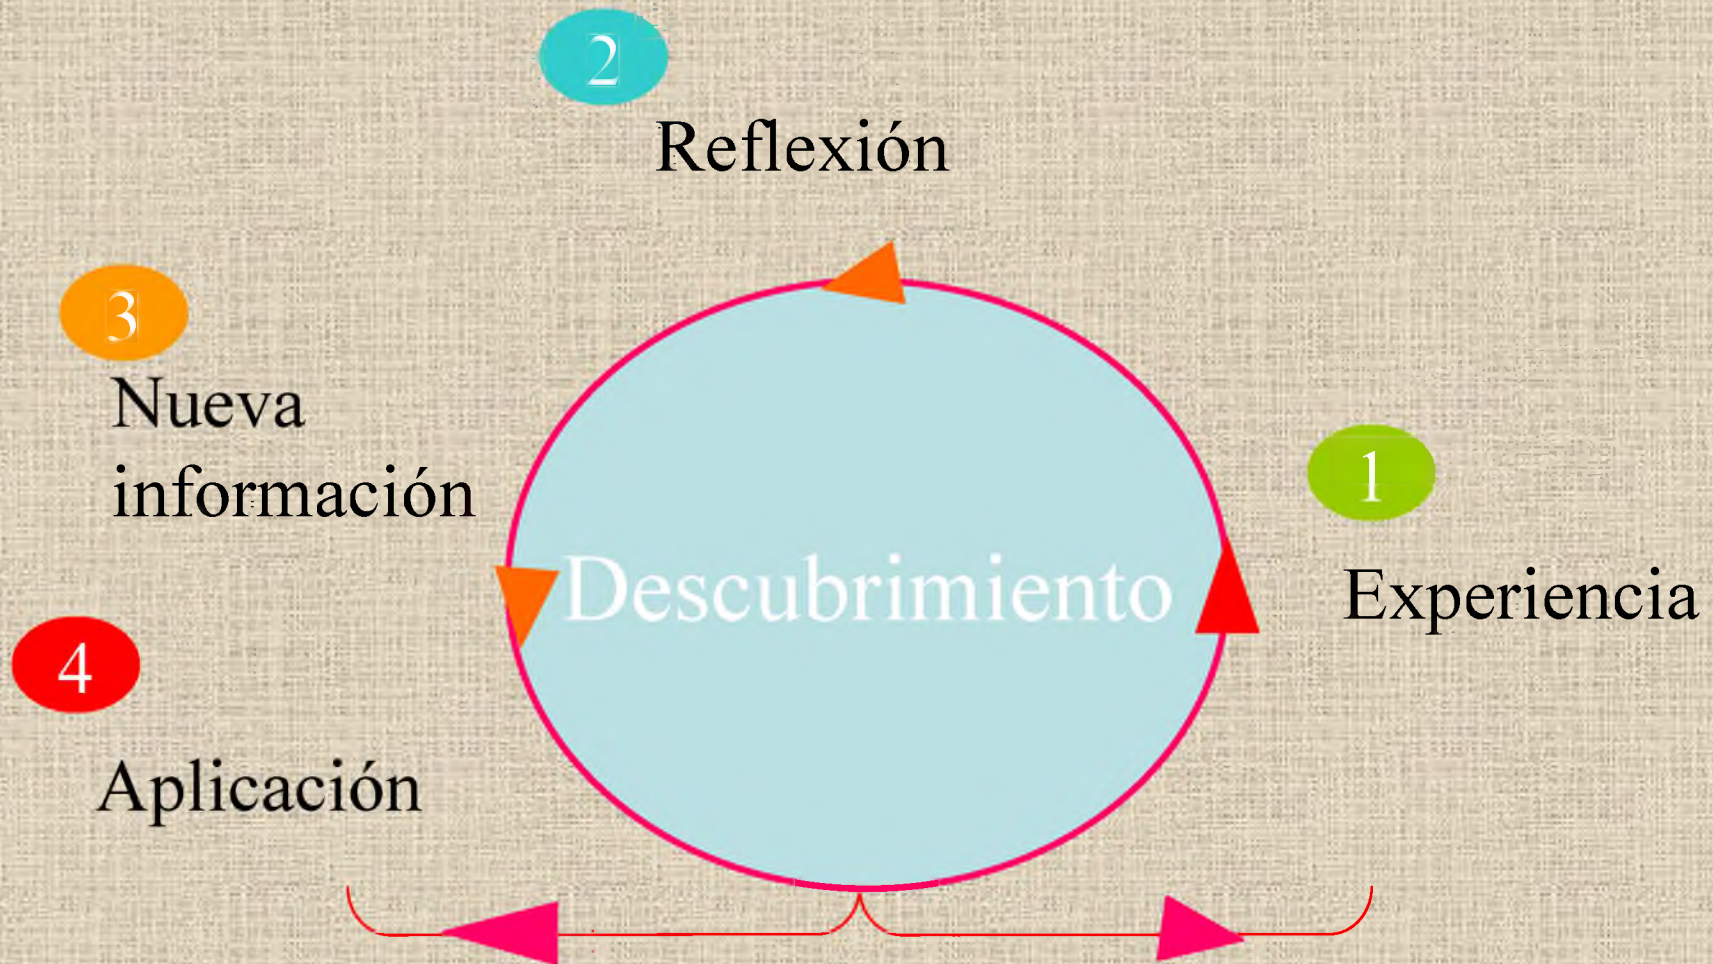 2
Reflexión
3
Nueva
información
1
Descubrimiento
Experiencia
4
Aplicación